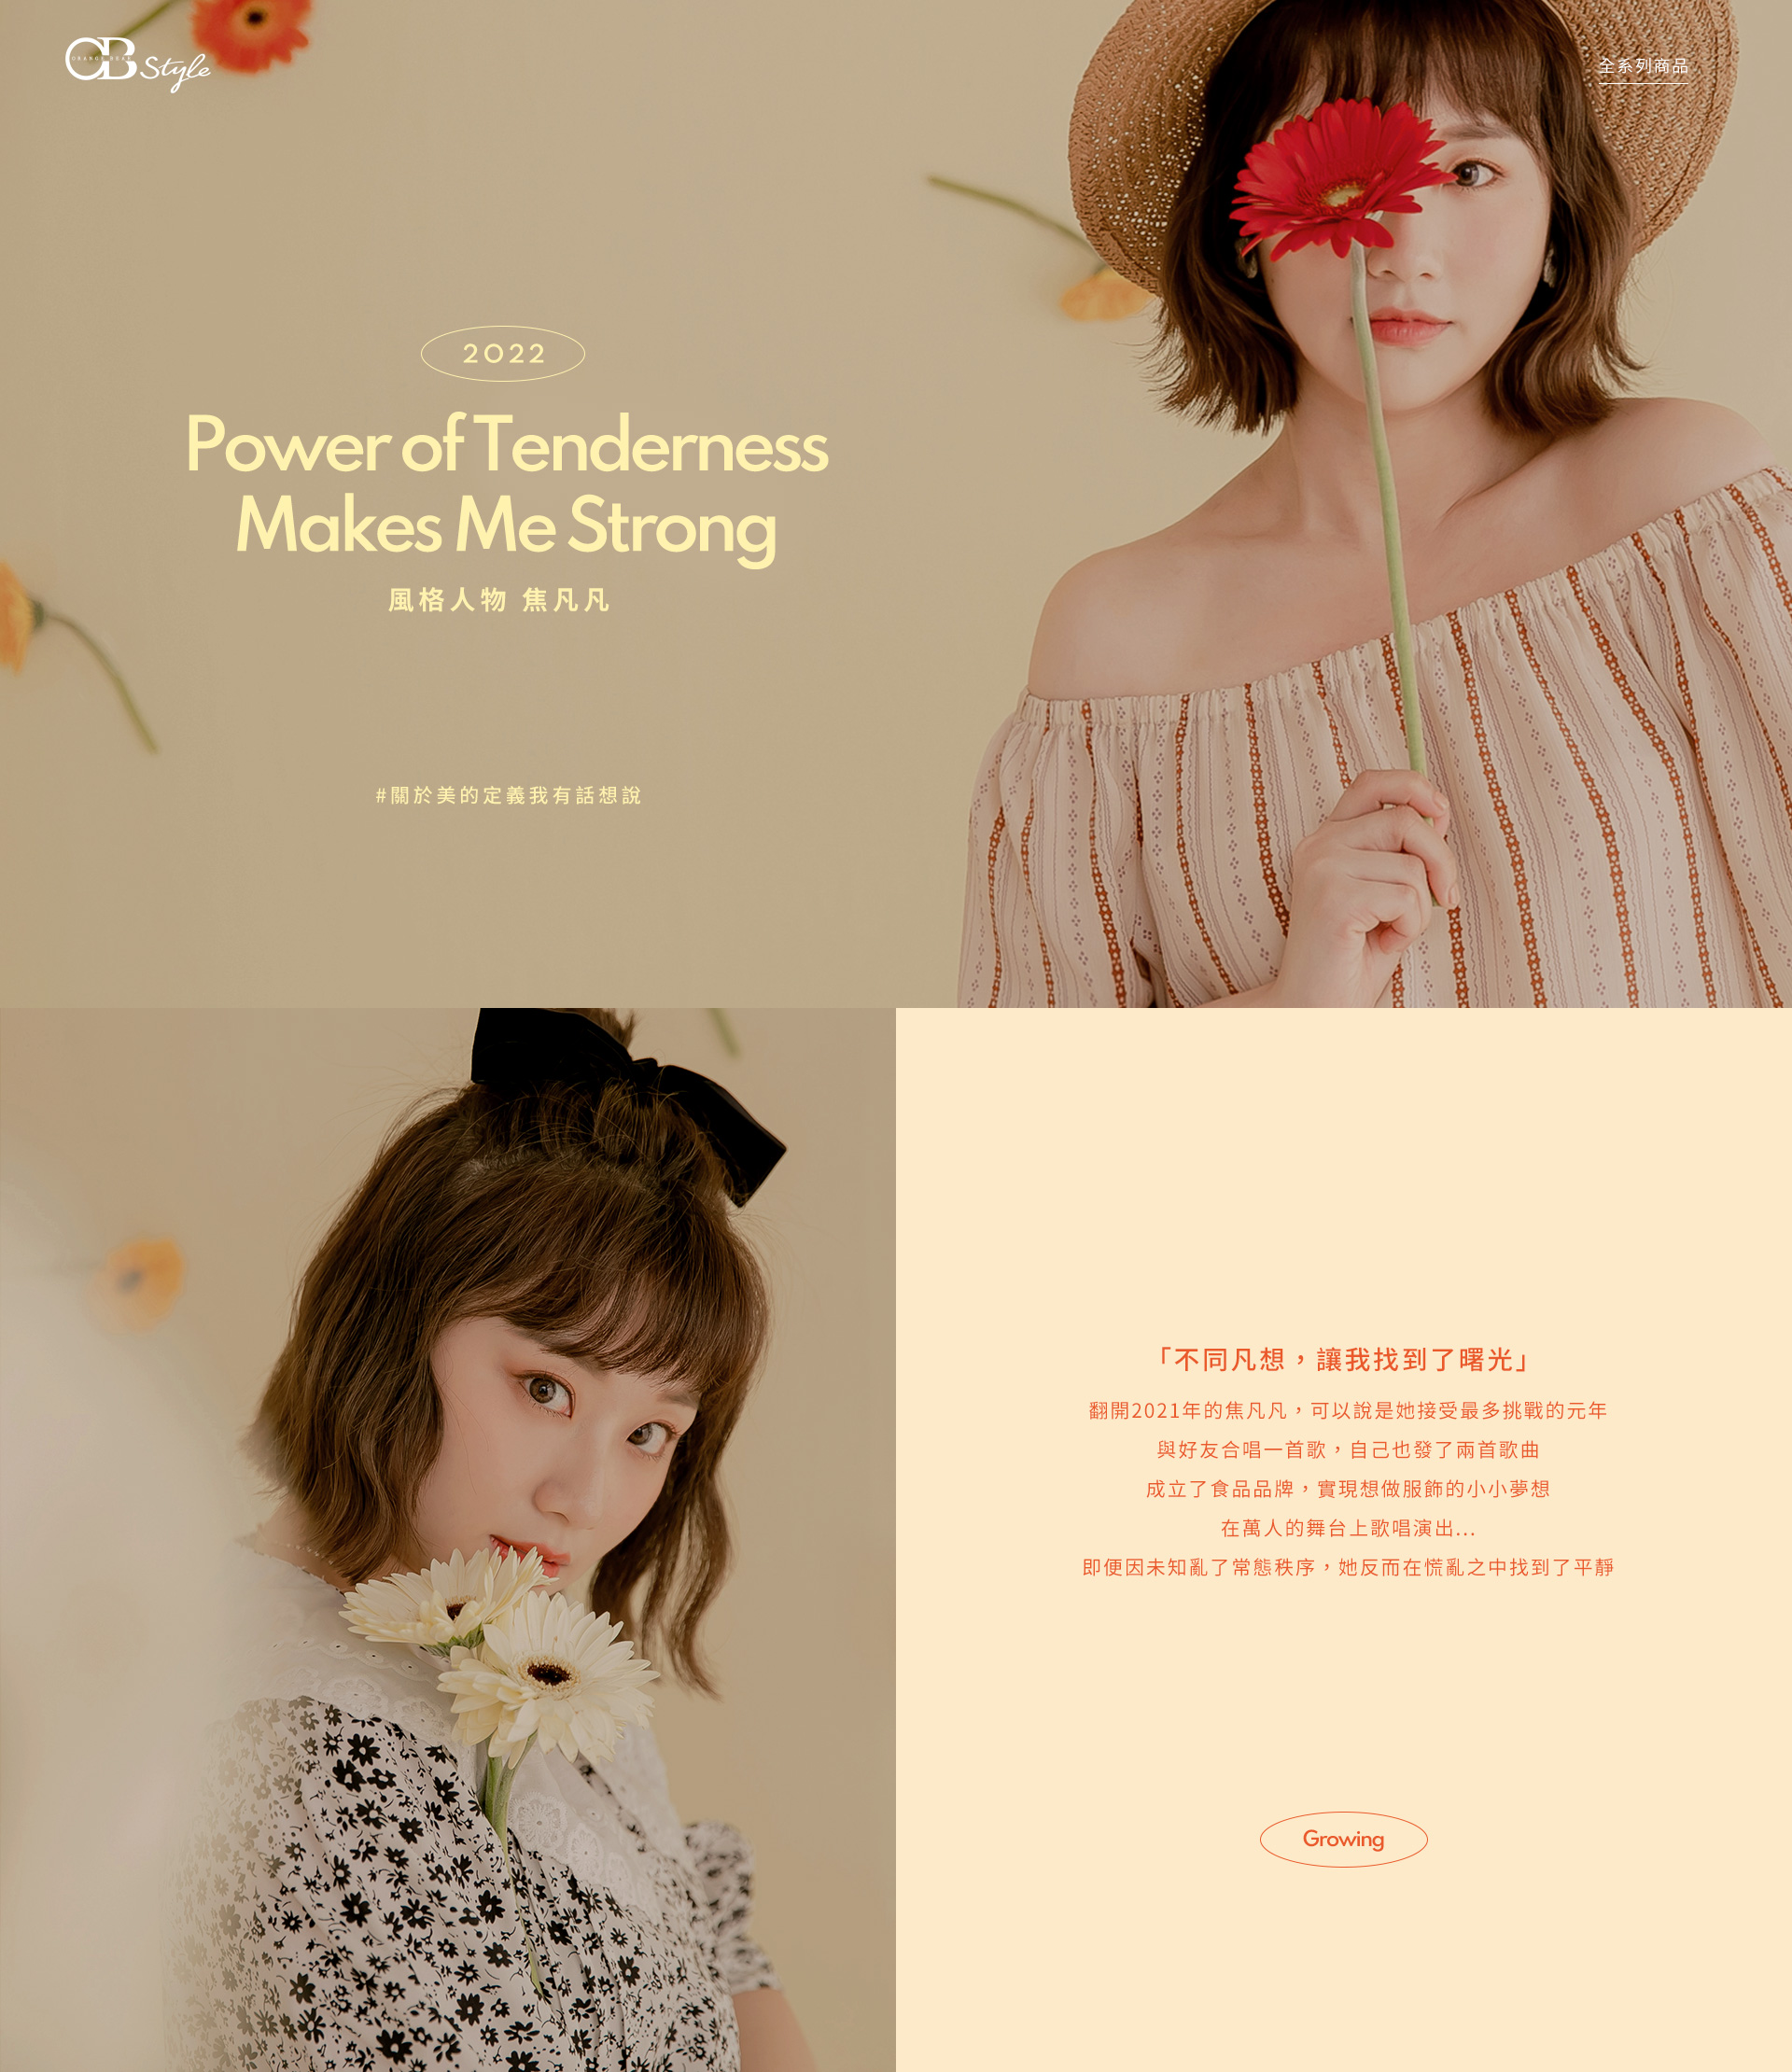 OB Style
ORANGE BEAR
全系列商品
2022
Power of Tenderness
Makes Me Strong
風格人物 焦凡凡
#關於美的定義我有話想說
「不同凡想，讓我找到了曙光」
翻開2021年的焦凡凡，可以說是她接受最多挑戰的元年
與好友合唱一首歌，自己也發了兩首歌曲
成立了食品品牌，實現想做服飾的小小夢想
在萬人的舞台上歌唱演出...
即便因未知亂了常態秩序，她反而在慌亂之中找到了平靜
Growing